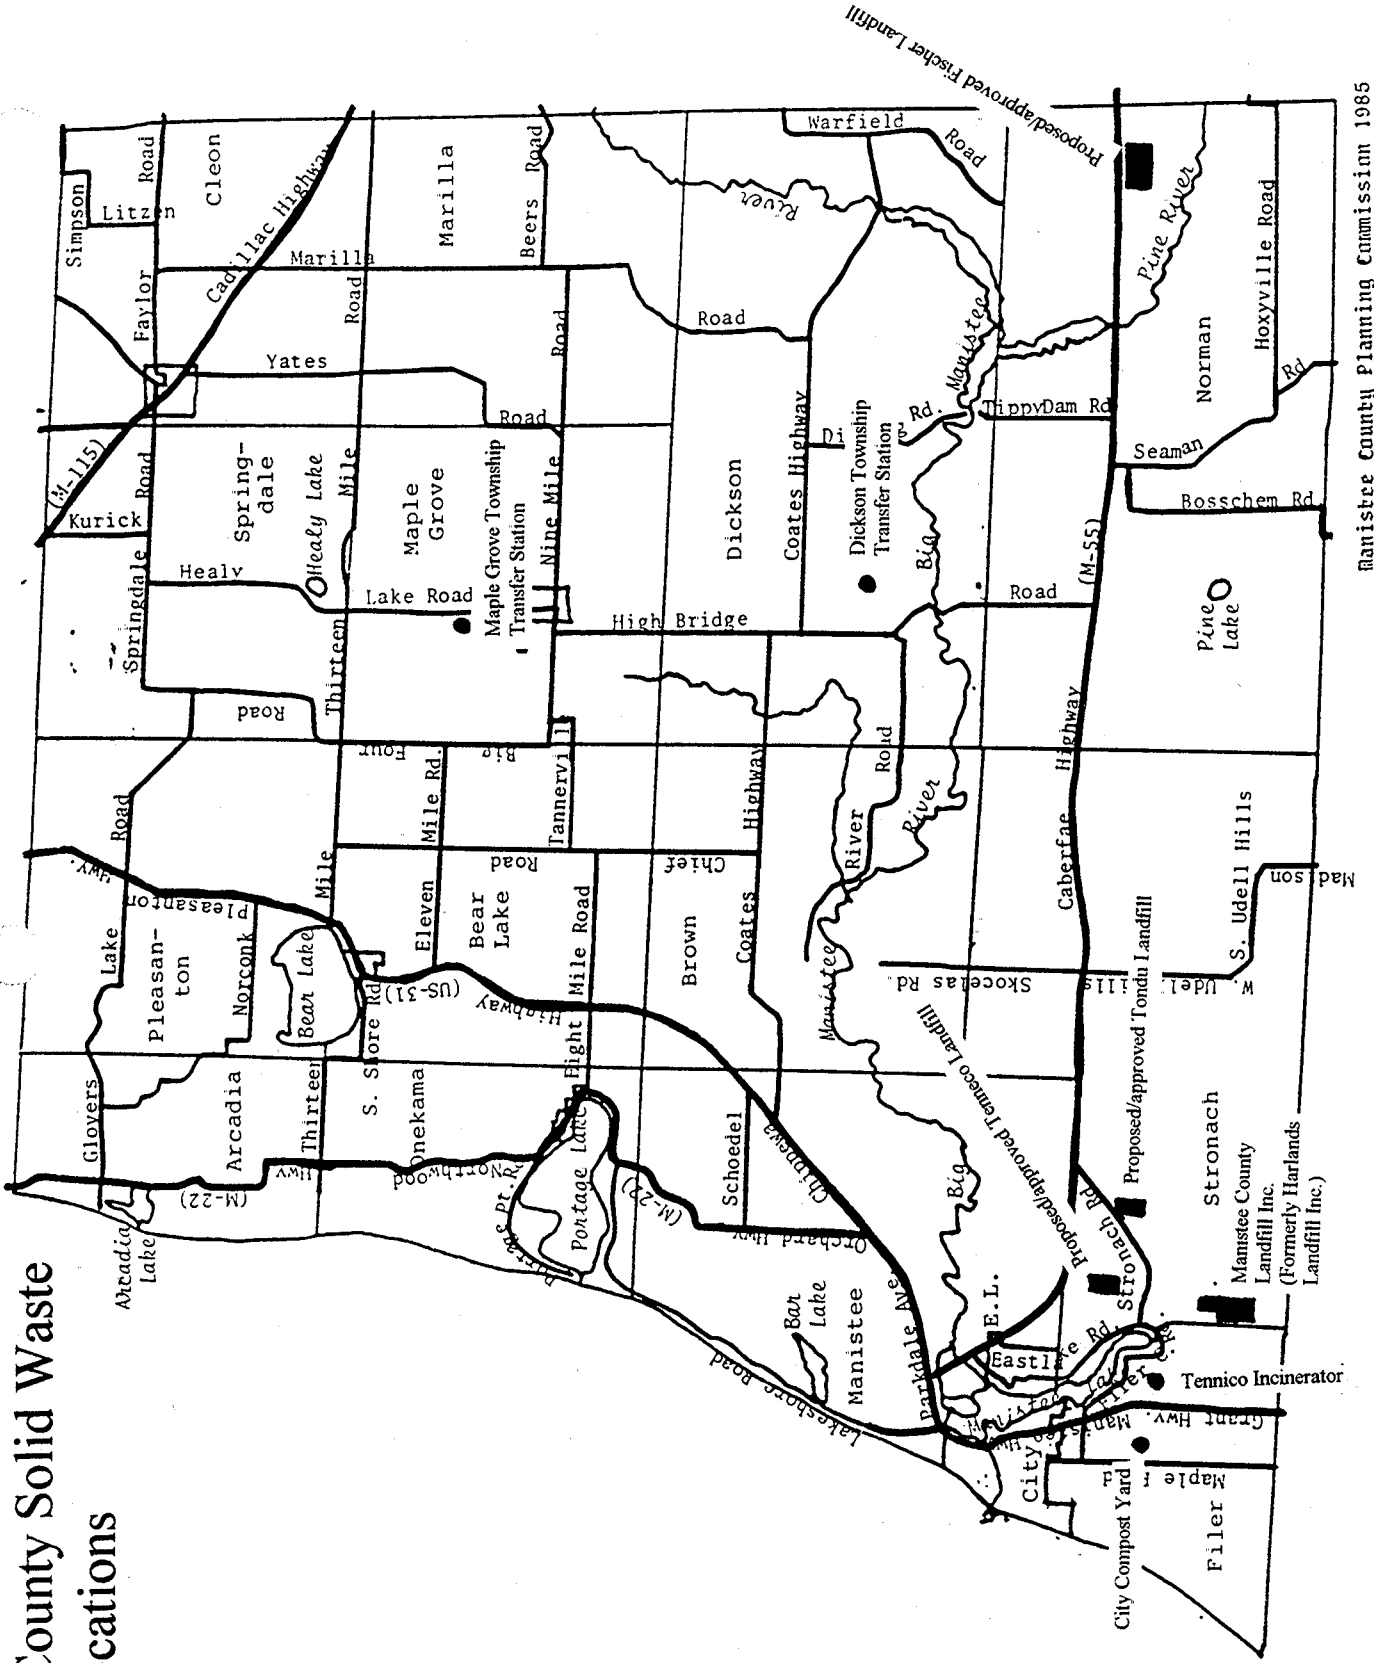 County Solid Waste
cations
Simpson
Litzen
Road
Cleon
Faylor
Cadillac Highway
Marilla
Road
Marilla
Beers Road
River
Warfield
Road
Proposed/approved Fischer Landfill
Pine River
Norman
Hoxyville Road
Rd
Seaman
Bosschem Rd
(M-115)
Kurick
Road
Springdale
Yates
Road
Spring-
dale
Healy Lake
Mile
Maple
Grove
Road
Maple Grove Township
Transfer Station
Nine Mile
Road
Dickson
Coates Highway
Di
g
Rd.
Dickson Township
Transfer Station
Manistee
TippyDam Rd
Big
(M-55)
Road
Pine
Lake
Healy
Lake Road
High Bridge
Thirteen
Road
Four
Big
Tannervill
Mile Rd.
Highway
Road
River
River
Highway
Caberfae
S. Udell Hills
Madison
Hwy.
Pleasanton
Road
Lake
Mile
Eleven
Road
Chief
Bear
Lake
Eight Mile Road
Brown
Coates
Manistee
Skocelas Rd.
W. Udell Hills
Pleasan-
ton
Norconk
Bear Lake
S. Shore Rd
(US-31)
Highway
Glovers
Arcadia
Thirteen
Onekama
Northwood
Hwy
(M-22)
Arcadia
Lake
Portage Pt. R
Portage Lake
(M-22)
Schoedel
Chippewa
Orchard Hwy
Big
Proposed/approved Tenneco Landfill
Proposed/approved Tondu Landfill
Stronach
Stronach Rd
Manistee County
Landfill Inc.
(Formerly Harlands
Landfill Inc.)
Bar
Lake
Manistee
Parkdale Ave.
Lakeshore Road
E.L.
Eastlake Rd.
Filer C. Rd.
Tennico Incinerator
Manistee
Hwy
Grant Hwy.
City
City Compost Yard
Maple
Filer
Manistee County Planning Commission 1985